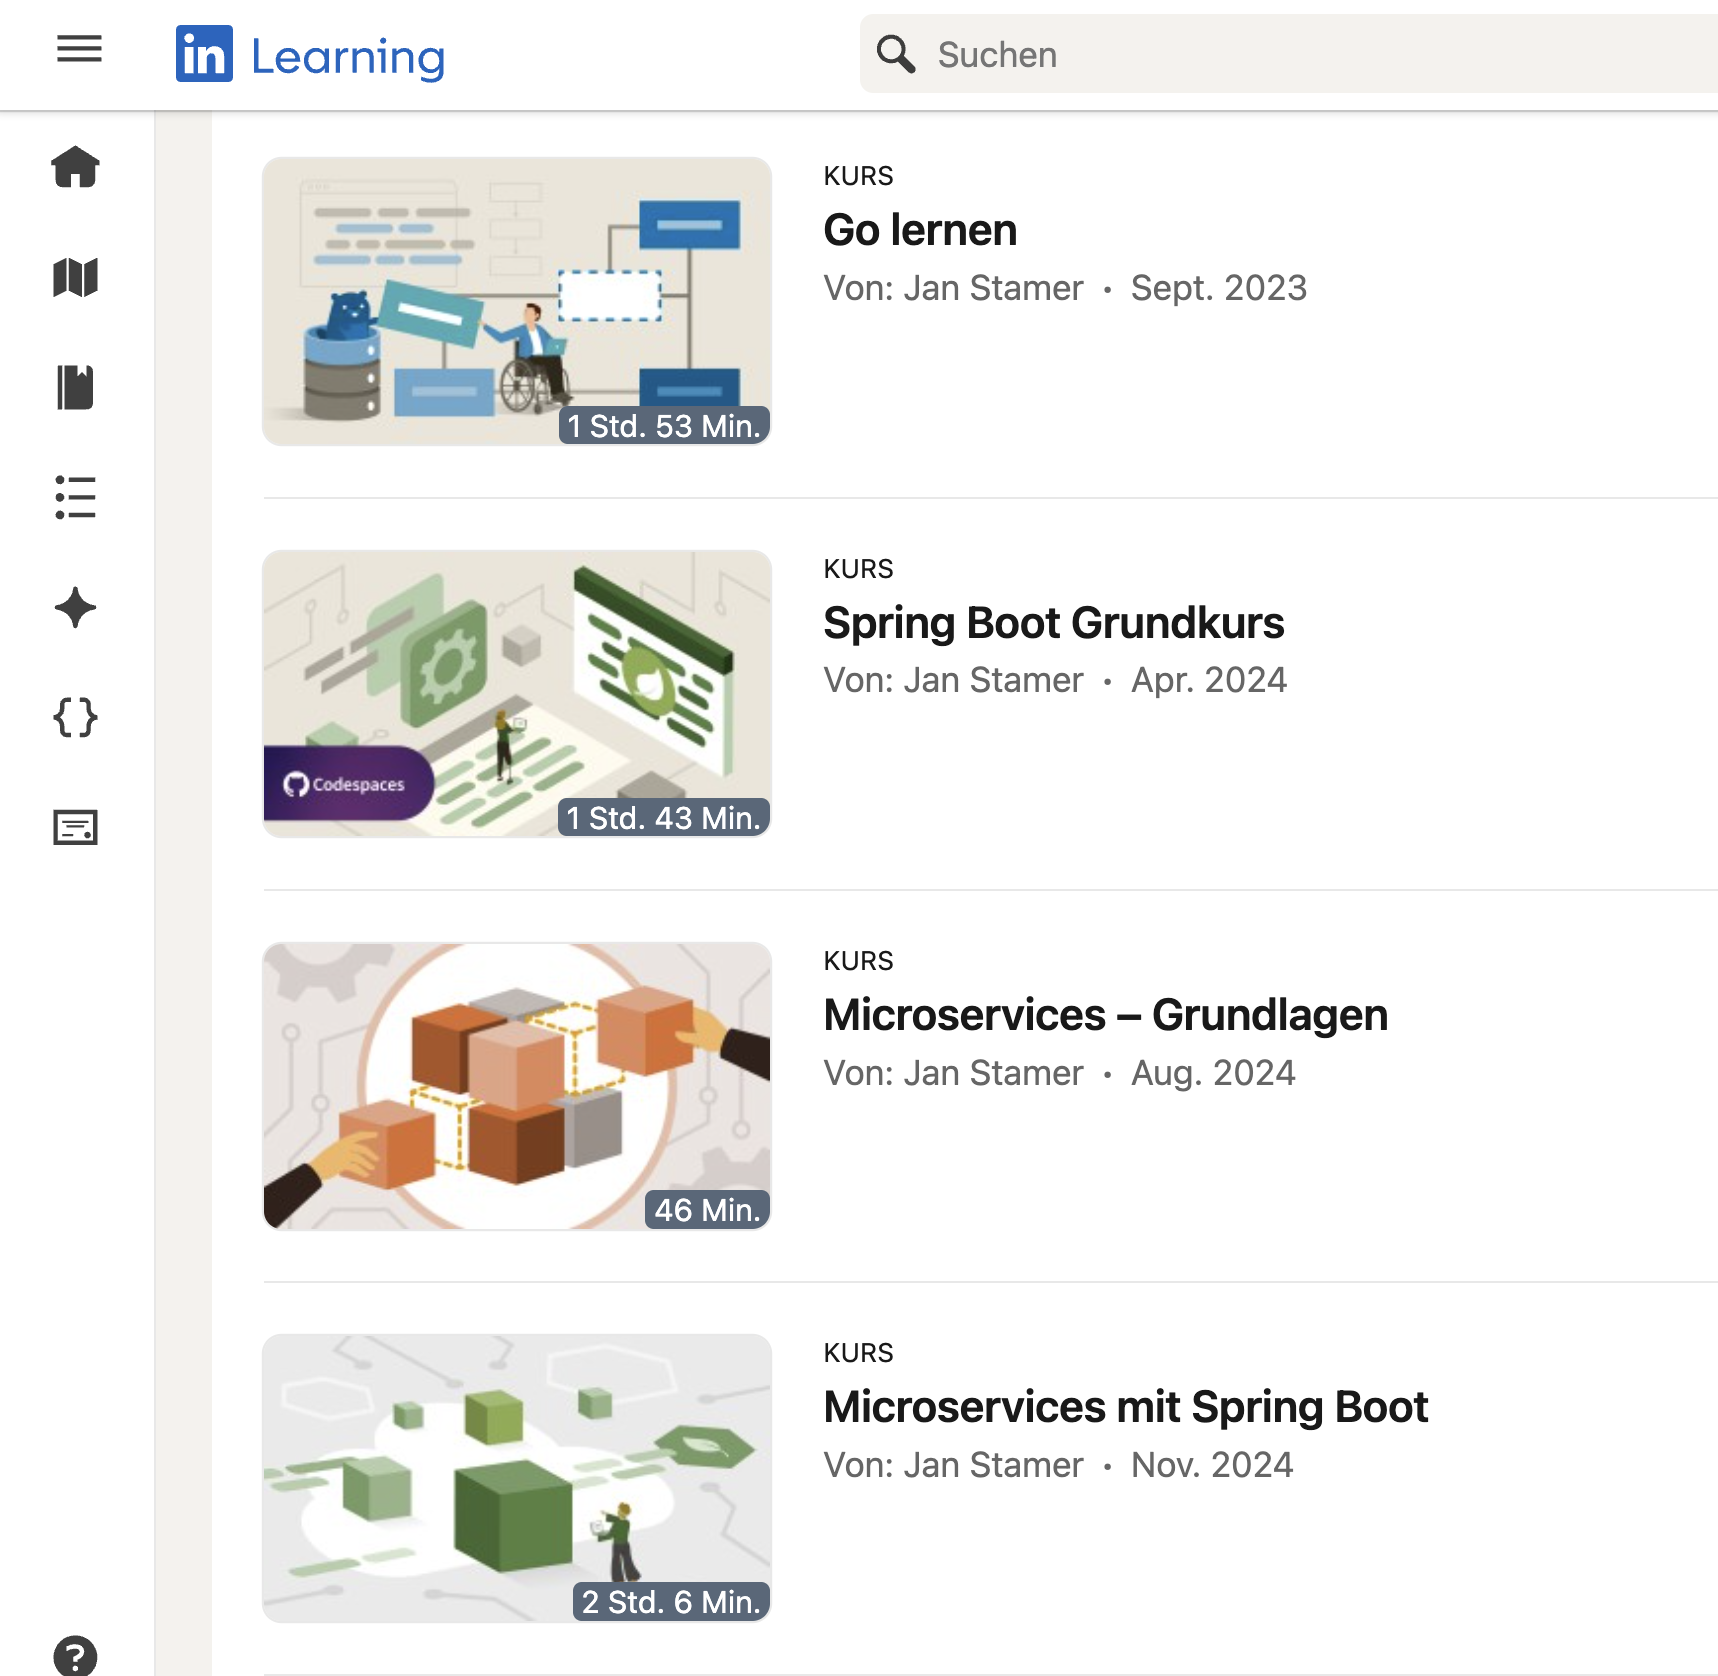 in Learning
Suchen
KURS
Go lernen
Von: Jan Stamer • Sept. 2023
1 Std. 53 Min.
KURS
Spring Boot Grundkurs
Von: Jan Stamer • Apr. 2024
Codespaces
1 Std. 43 Min.
KURS
Microservices – Grundlagen
Von: Jan Stamer • Aug. 2024
46 Min.
KURS
Microservices mit Spring Boot
Von: Jan Stamer • Nov. 2024
2 Std. 6 Min.
?